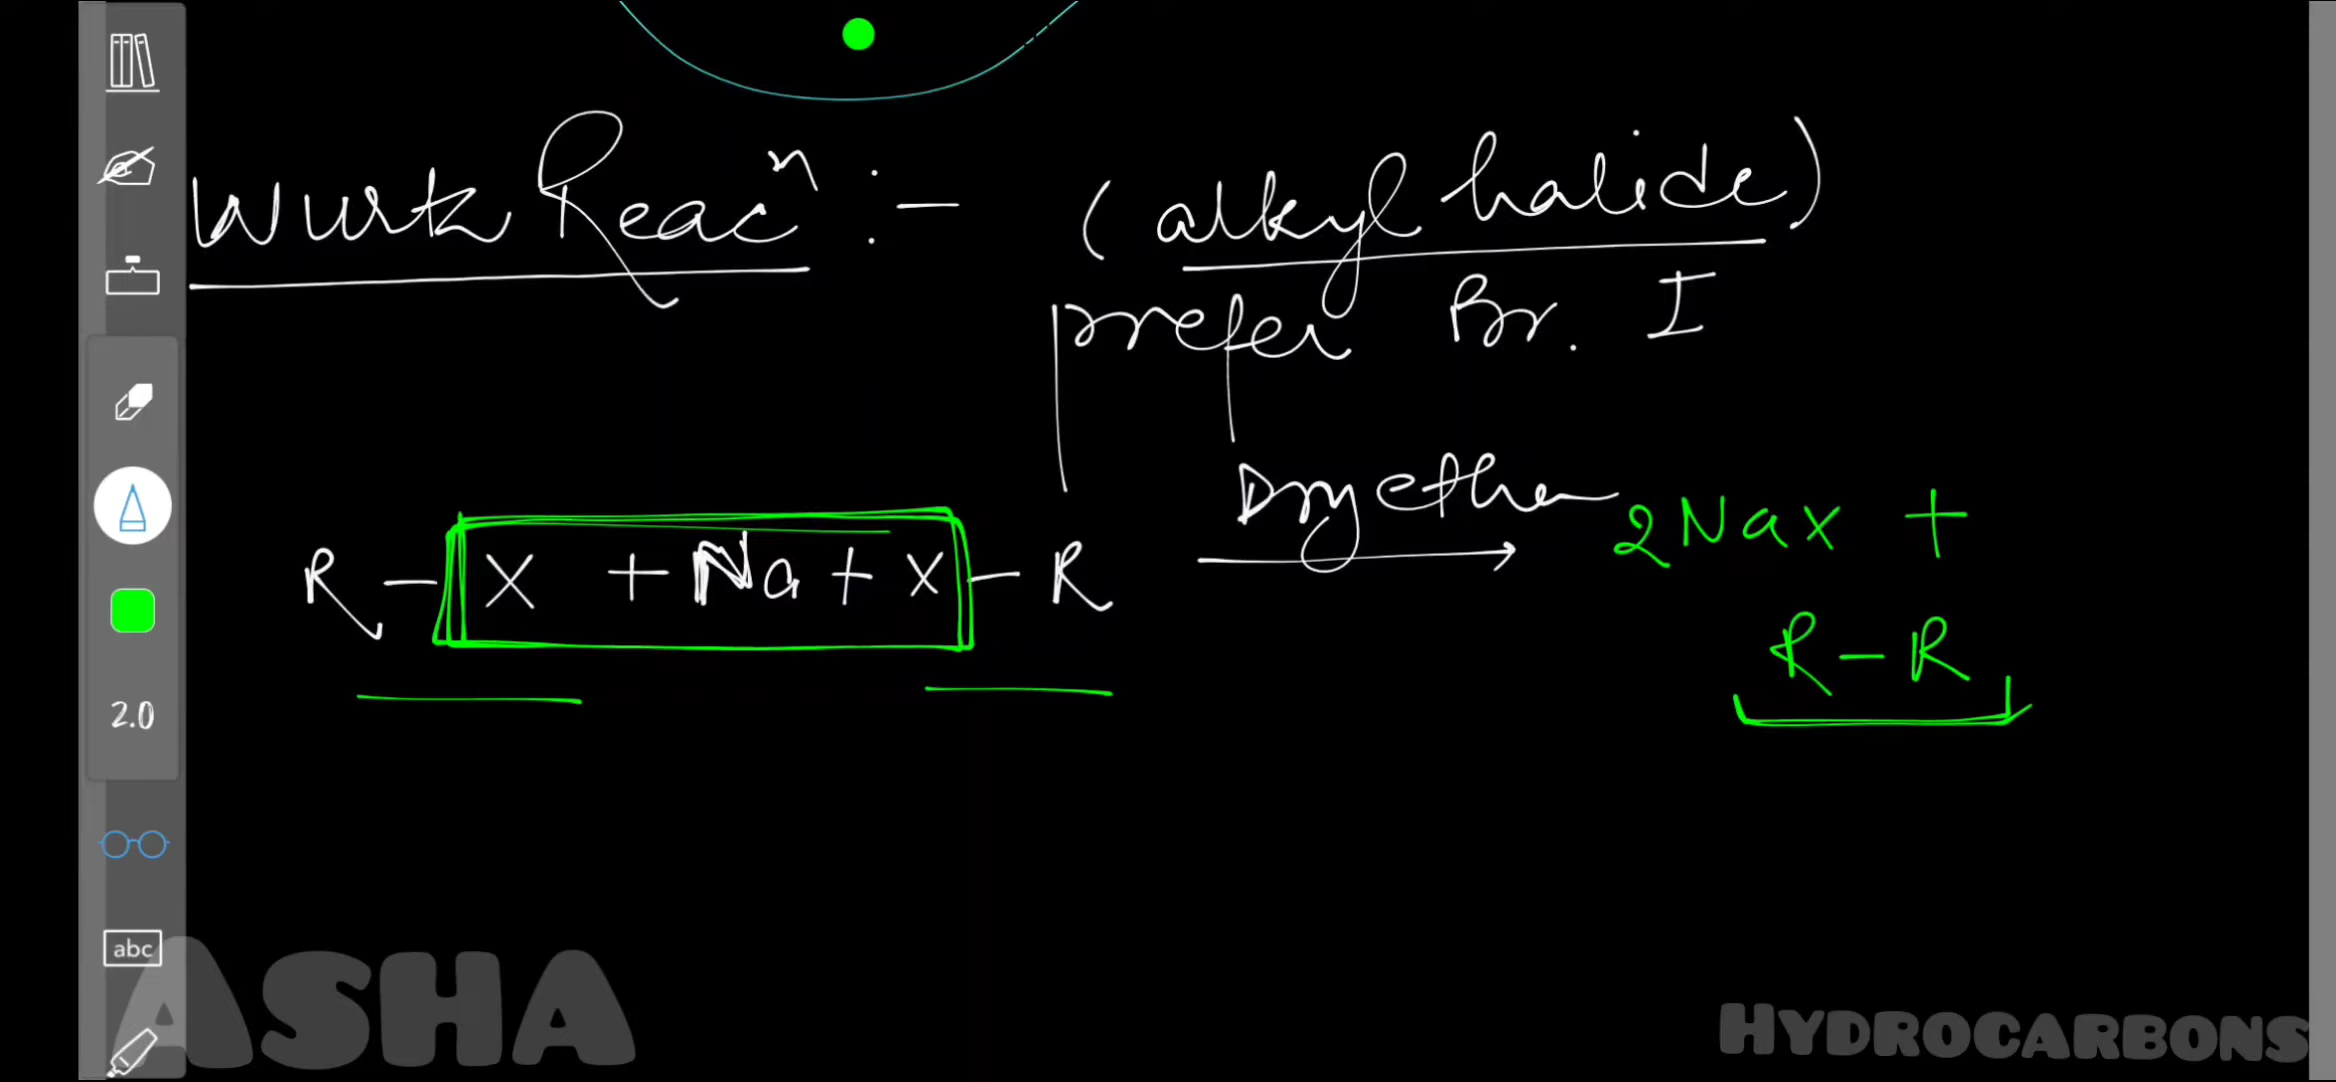 Wurtz Reacⁿ :- (alkyl halide)
prefer Br. I
R - X + Na + X - R Dry ether → 2NaX +
R - R
2.0
abc
ASHA
HYDROCARBONS